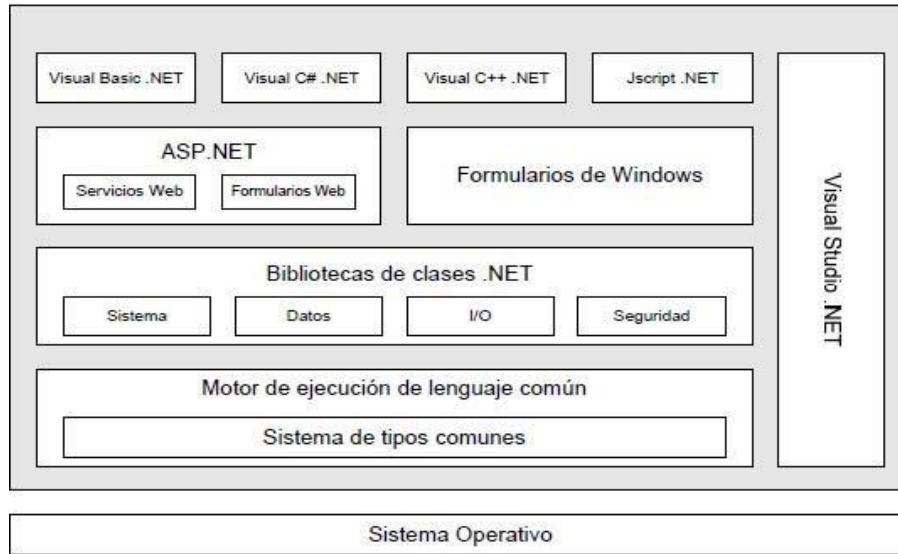 Visual Basic .NET
Visual C# .NET
Visual C++ .NET
Jscript .NET
ASP.NET
Servicios Web
Formularios Web
Formularios de Windows
Bibliotecas de clases .NET
Sistema
Datos
I/O
Seguridad
Motor de ejecución de lenguaje común
Sistema de tipos comunes
Visual Studio .NET
Sistema Operativo